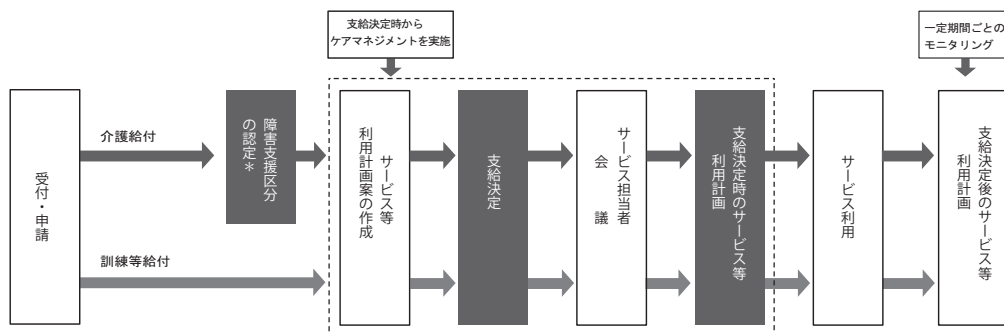 支給決定時から
ケアマネジメントを実施
一定期間ごとの
モニタリング
受付・申請
介護給付
訓練等給付
障害支援区分
の認定＊
サービス等
利用計画案の作成
支給決定
サービス担当者
会議
支給決定時のサービス等
利用計画
サービス利用
支給決定後のサービス等
利用計画